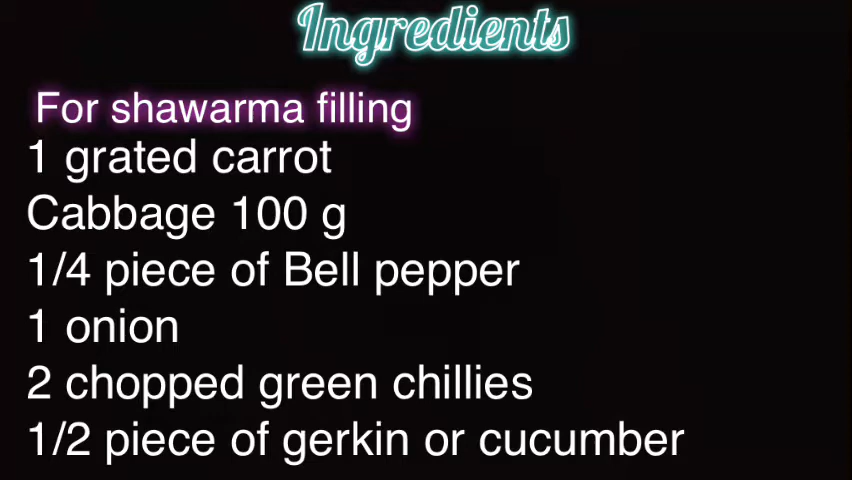 Ingredients
For shawarma filling
1 grated carrot
Cabbage 100 g
1/4 piece of Bell pepper
1 onion
2 chopped green chillies
1/2 piece of gerkin or cucumber